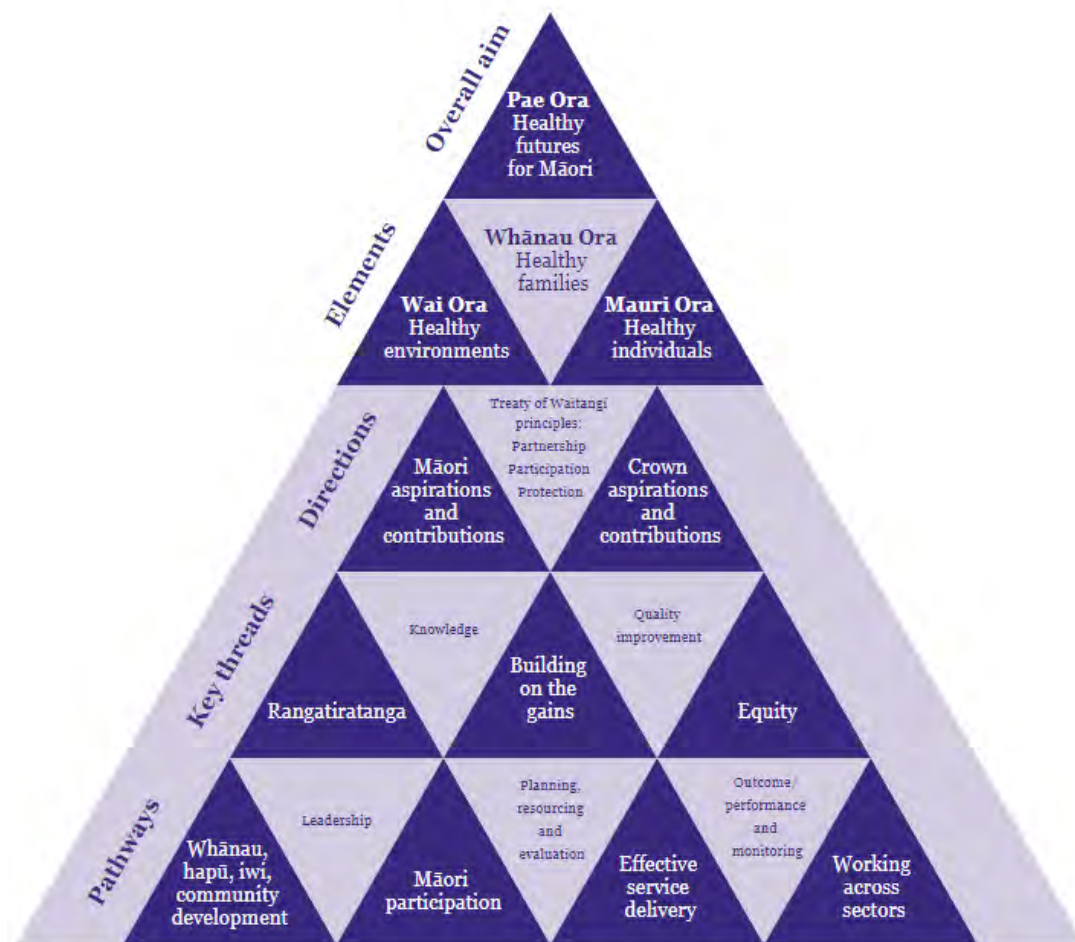 Overall aim
Pae Ora
Healthy
futures
for Māori
Elements
Whānau Ora
Healthy
families
Wai Ora
Healthy
environments
Mauri Ora
Healthy
individuals
Directions
Māori
aspirations
and
contributions
Treaty of Waitangi
principles:
Partnership
Participation
Protection
Crown
aspirations
and
contributions
Key threads
Rangatiratanga
Knowledge
Building
on the
gains
Quality
improvement
Equity
Pathways
Whānau,
hapū, iwi,
community
development
Leadership
Māori
participation
Planning,
resourcing
and
evaluation
Effective
service
delivery
Outcome/
performance
and
monitoring
Working
across
sectors